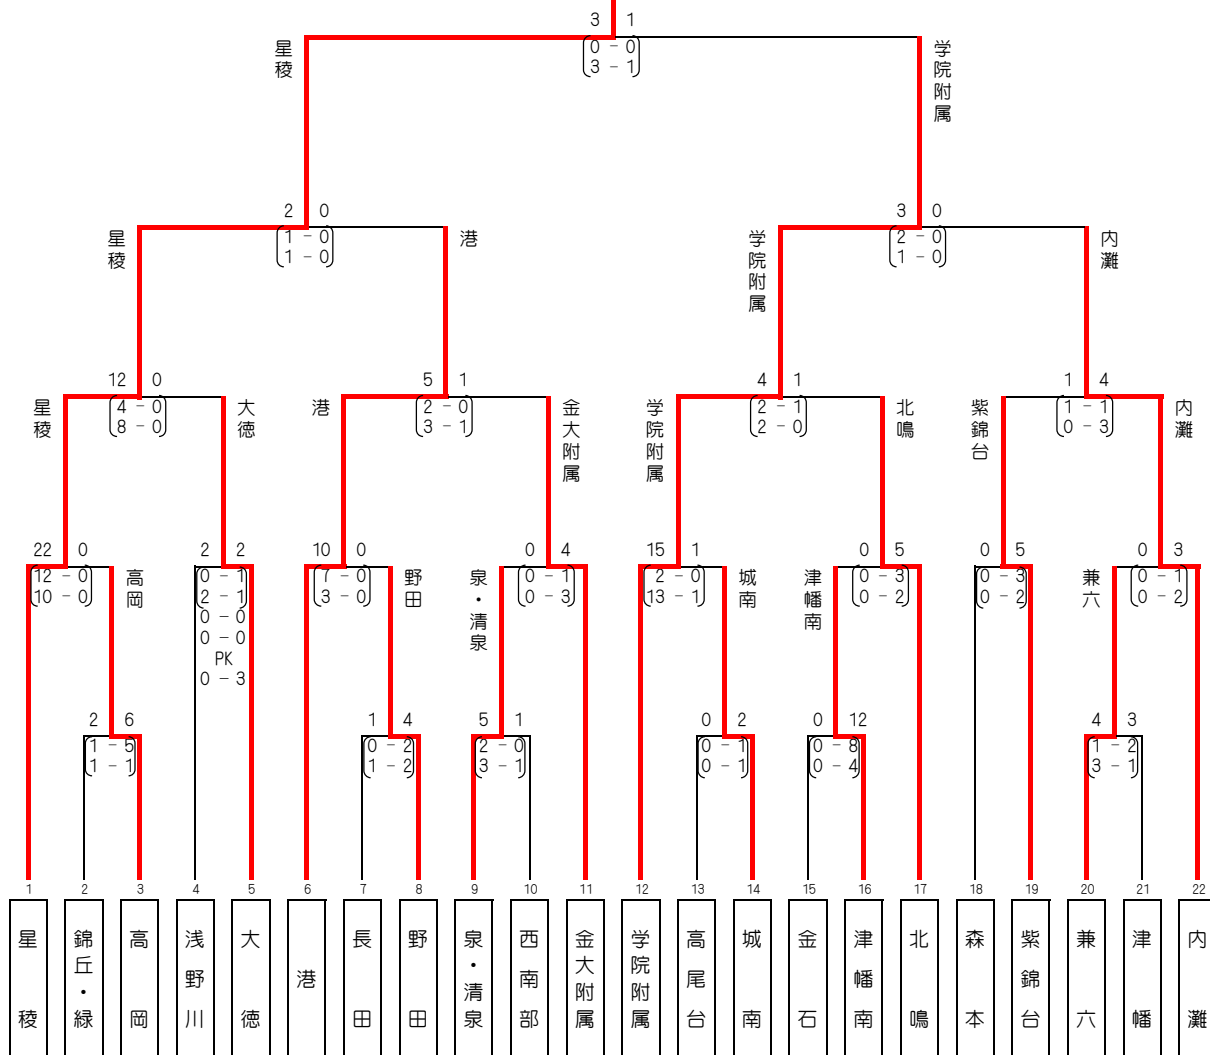 3 1
0 - 0
3 - 1
星稜
学院附属
2 0
1 - 0
1 - 0
3 0
2 - 0
1 - 0
星稜
港
学院附属
内灘
12 0
4 - 0
8 - 0
5 1
2 - 0
3 - 1
4 1
2 - 1
2 - 0
1 4
1 - 1
0 - 3
星稜
大徳
港
金大附属
学院附属
北鳴
紫錦台
内灘
22 0
12 - 0
10 - 0
2 2
0 - 1
2 - 1
0 - 0
0 - 0
PK
0 - 3
10 0
7 - 0
3 - 0
0 4
0 - 1
0 - 3
15 1
2 - 0
13 - 1
0 5
0 - 3
0 - 2
0 5
0 - 3
0 - 2
0 3
0 - 1
0 - 2
高岡
野田
泉・清泉
城南
津幡南
兼六
2 6
1 - 5
1 - 1
1 4
0 - 2
1 - 2
5 1
2 - 0
3 - 1
0 2
0 - 1
0 - 1
0 12
0 - 8
0 - 4
4 3
1 - 2
3 - 1
1 2 3 4 5 6 7 8 9 10 11 12 13 14 15 16 17 18 19 20 21 22
星稜
錦丘・緑
高岡
浅野川
大徳
港
長田
野田
泉・清泉
西南部
金大附属
学院附属
高尾台
城南
金石
津幡南
北鳴
森本
紫錦台
兼六
津幡
内灘